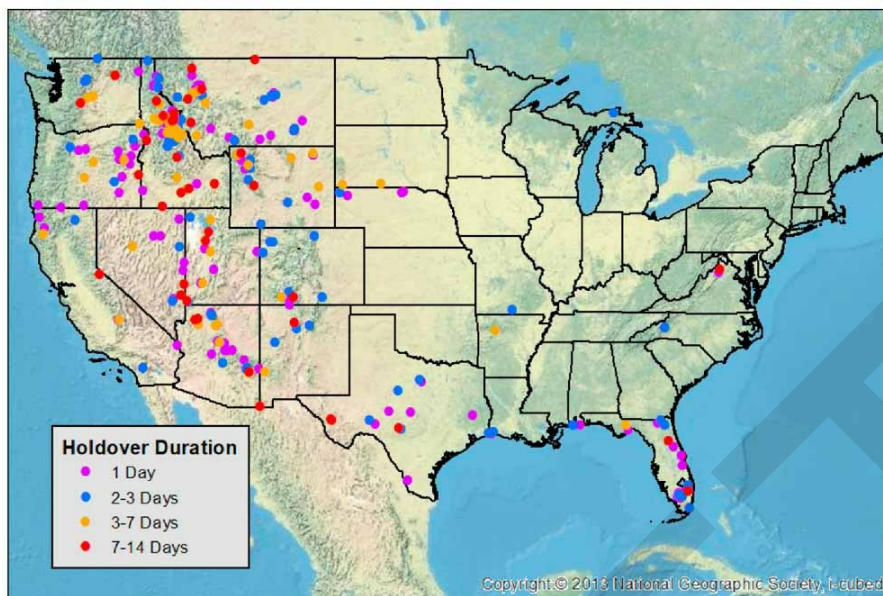 Holdover Duration
1 Day
2-3 Days
3-7 Days
7-14 Days
Copyright:© 2013 National Geographic Society, i-cubed